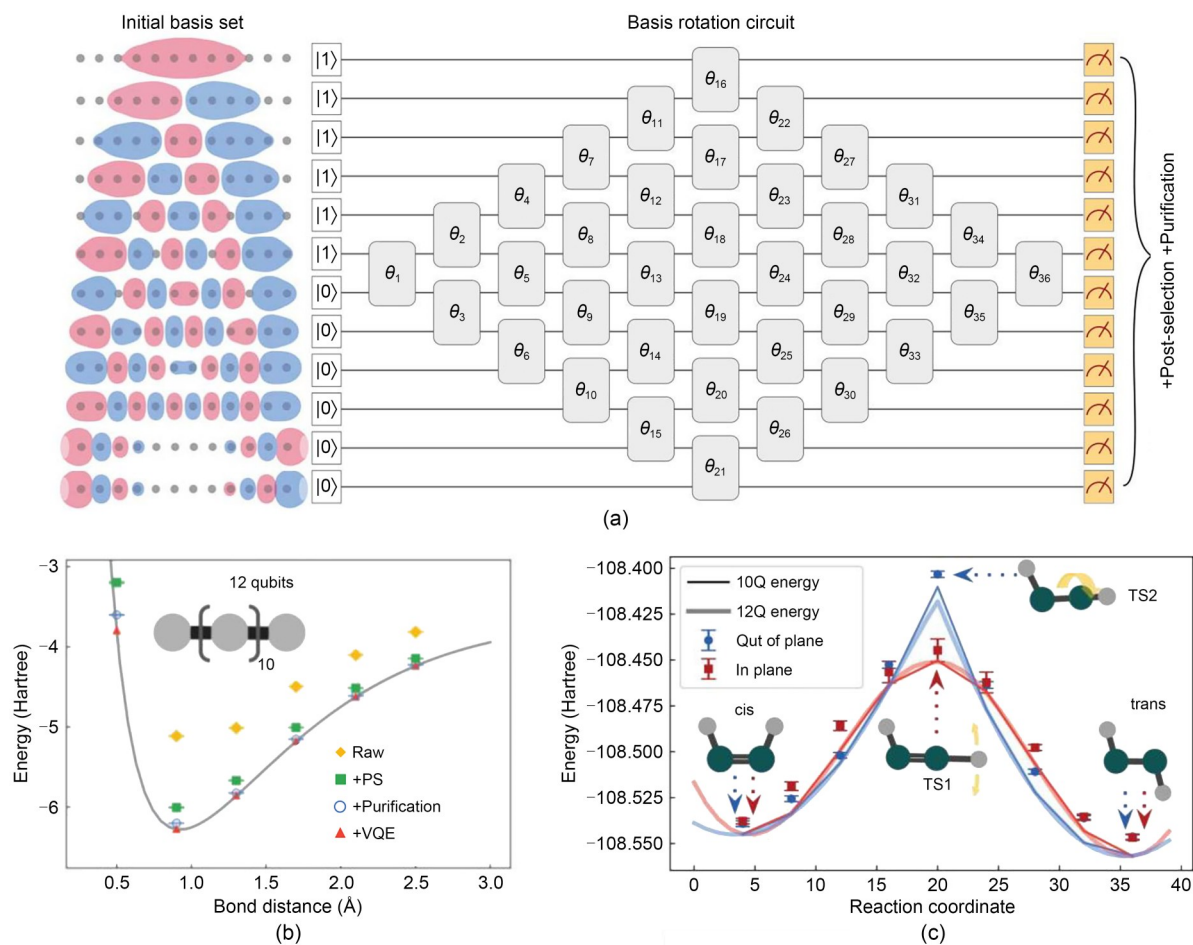 Initial basis set
Basis rotation circuit
|1⟩
|1⟩
|1⟩
|1⟩
|1⟩
|1⟩
|0⟩
|0⟩
|0⟩
|0⟩
|0⟩
|0⟩
θ1
θ2
θ3
θ4
θ5
θ6
θ7
θ8
θ9
θ10
θ11
θ12
θ13
θ14
θ15
θ16
θ17
θ18
θ19
θ20
θ21
θ22
θ23
θ24
θ25
θ26
θ27
θ28
θ29
θ30
θ31
θ32
θ33
θ34
θ35
θ36
+Post-selection +Purification
(a)
Energy (Hartree)
−3
−4
−5
−6
12 qubits
10
Raw
+PS
+Purification
+VQE
0.5 1.0 1.5 2.0 2.5 3.0
Bond distance (Å)
(b)
Energy (Hartree)
−108.400
−108.425
−108.450
−108.475
−108.500
−108.525
−108.550
10Q energy
12Q energy
Qut of plane
In plane
TS2
cis
TS1
trans
0 5 10 15 20 25 30 35 40
Reaction coordinate
(c)